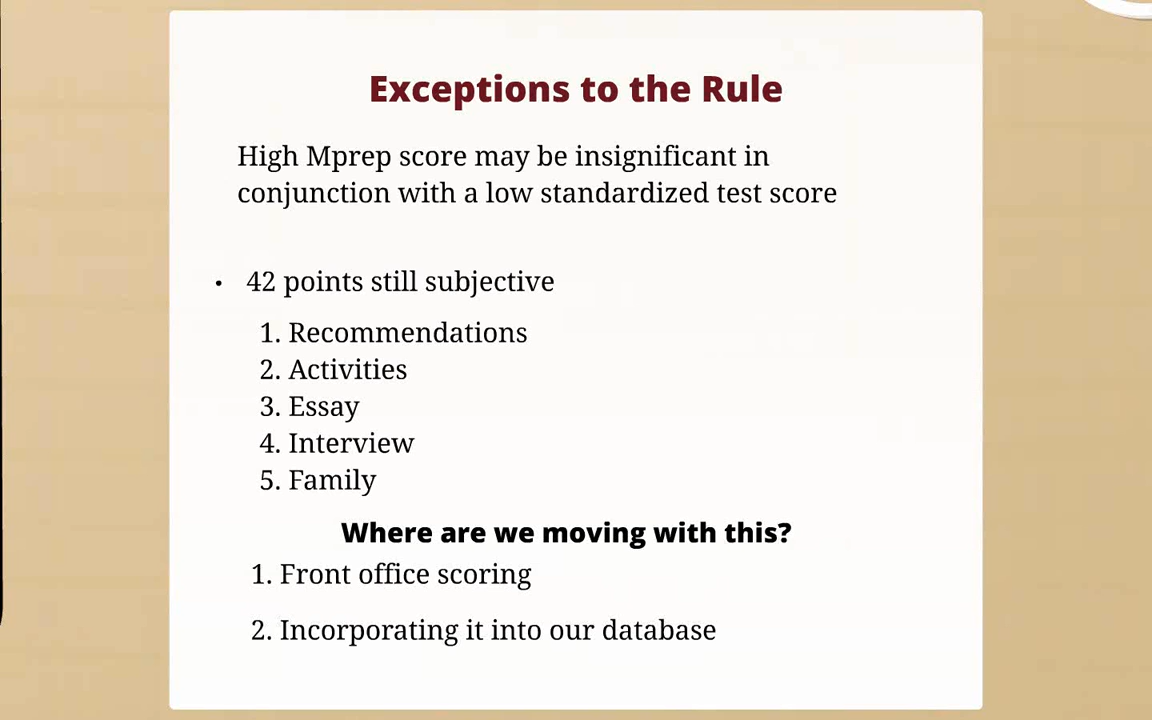 Exceptions to the Rule
High Mprep score may be insignificant in
conjunction with a low standardized test score
• 42 points still subjective
1. Recommendations
2. Activities
3. Essay
4. Interview
5. Family
Where are we moving with this?
1. Front office scoring
2. Incorporating it into our database